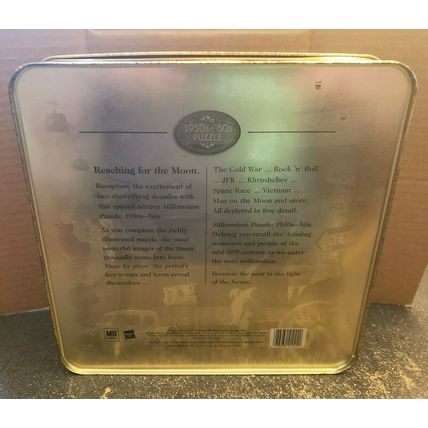 1950s-'60s
PUZZLE
Reaching for the Moon.
Recapture the excitement of
two electrifying decades with
this special edition Millennium
Puzzle: 1950s-'60s.
As you complete the richly
illustrated puzzle, the most
powerful images of the times
gradually come into focus.
Piece by piece, the period's
key events and icons reveal
themselves ...
The Cold War ... Rock 'n' Roll
... JFK ... Khrushchev ...
Space Race ... Vietnam ...
Man on the Moon and more.
All depicted in fine detail.
Millennium Puzzle: 1950s-'60s.
Helping you recall the defining
moments and people of the
mid-20th century as we enter
the next millennium.
Because the past is the light
of the future.
MB